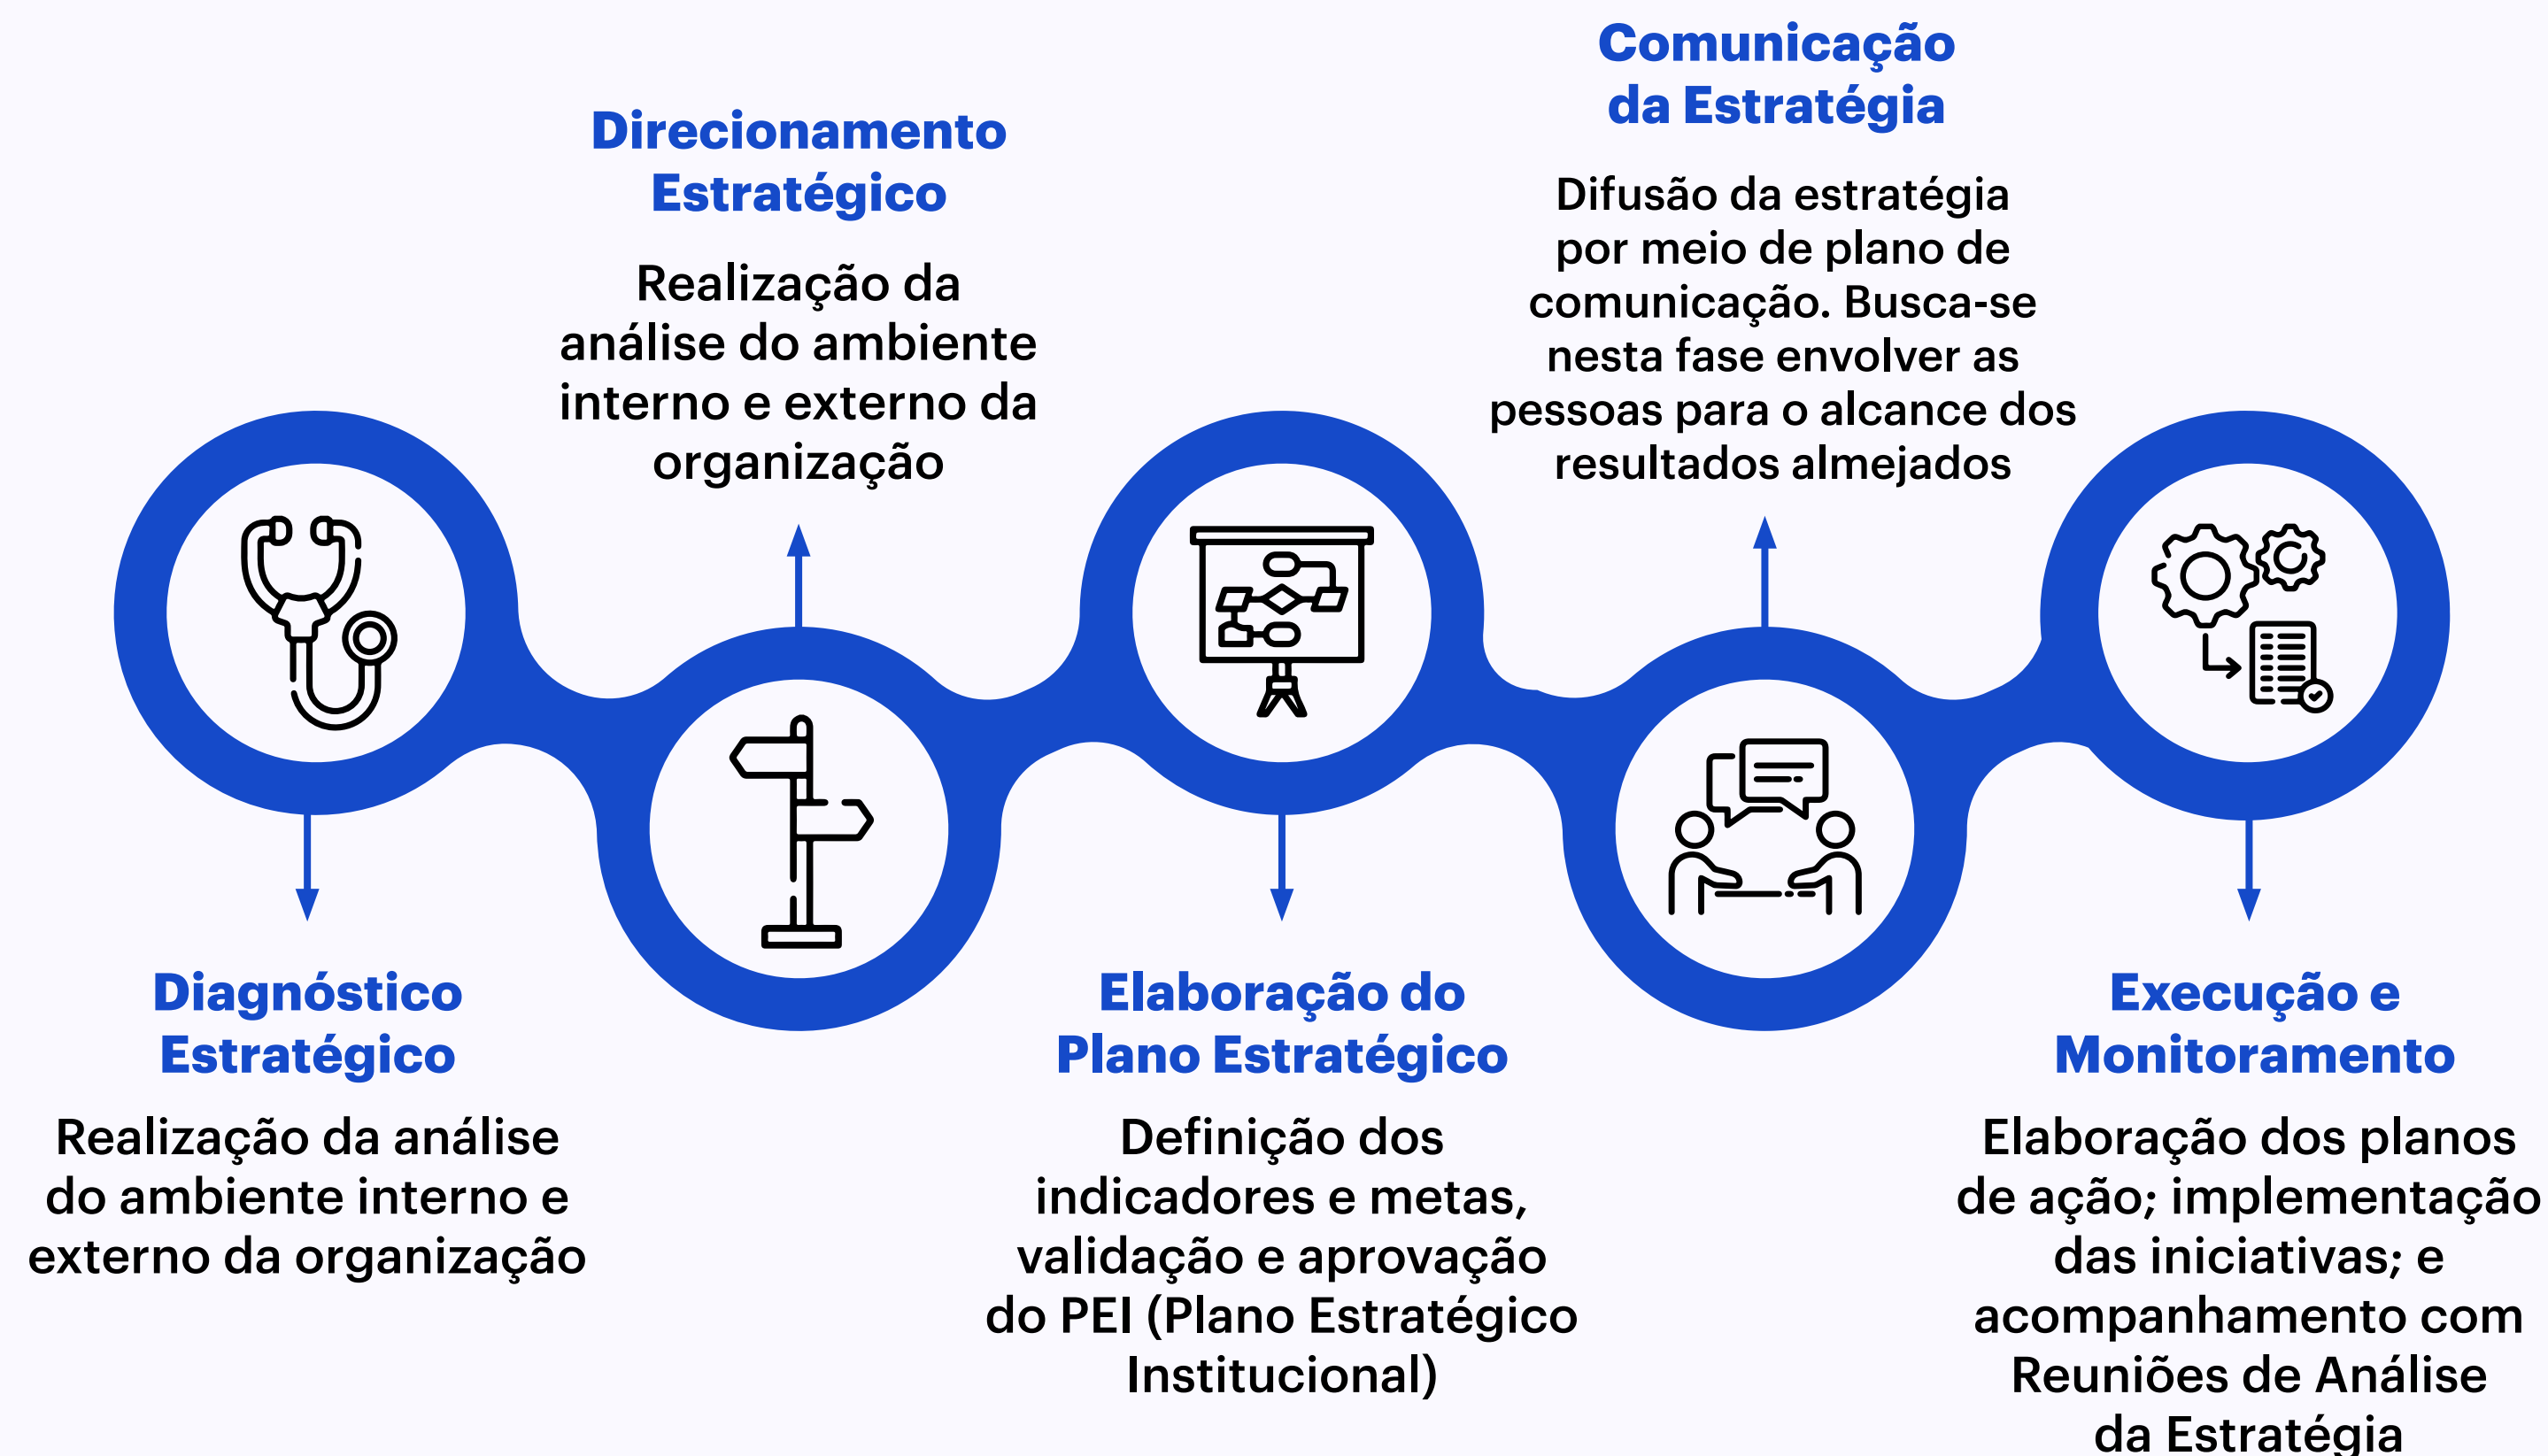 Diagnóstico
Estratégico
Realização da análise
do ambiente interno e
externo da organização
Direcionamento
Estratégico
Realização da
análise do ambiente
interno e externo da
organização
Elaboração do
Plano Estratégico
Definição dos
indicadores e metas,
validação e aprovação
do PEI (Plano Estratégico
Institucional)
Comunicação
da Estratégia
Difusão da estratégia
por meio de plano de
comunicação. Busca-se
nesta fase envolver as
pessoas para o alcance dos
resultados almejados
Execução e
Monitoramento
Elaboração dos planos
de ação; implementação
das iniciativas; e
acompanhamento com
Reuniões de Análise
da Estratégia